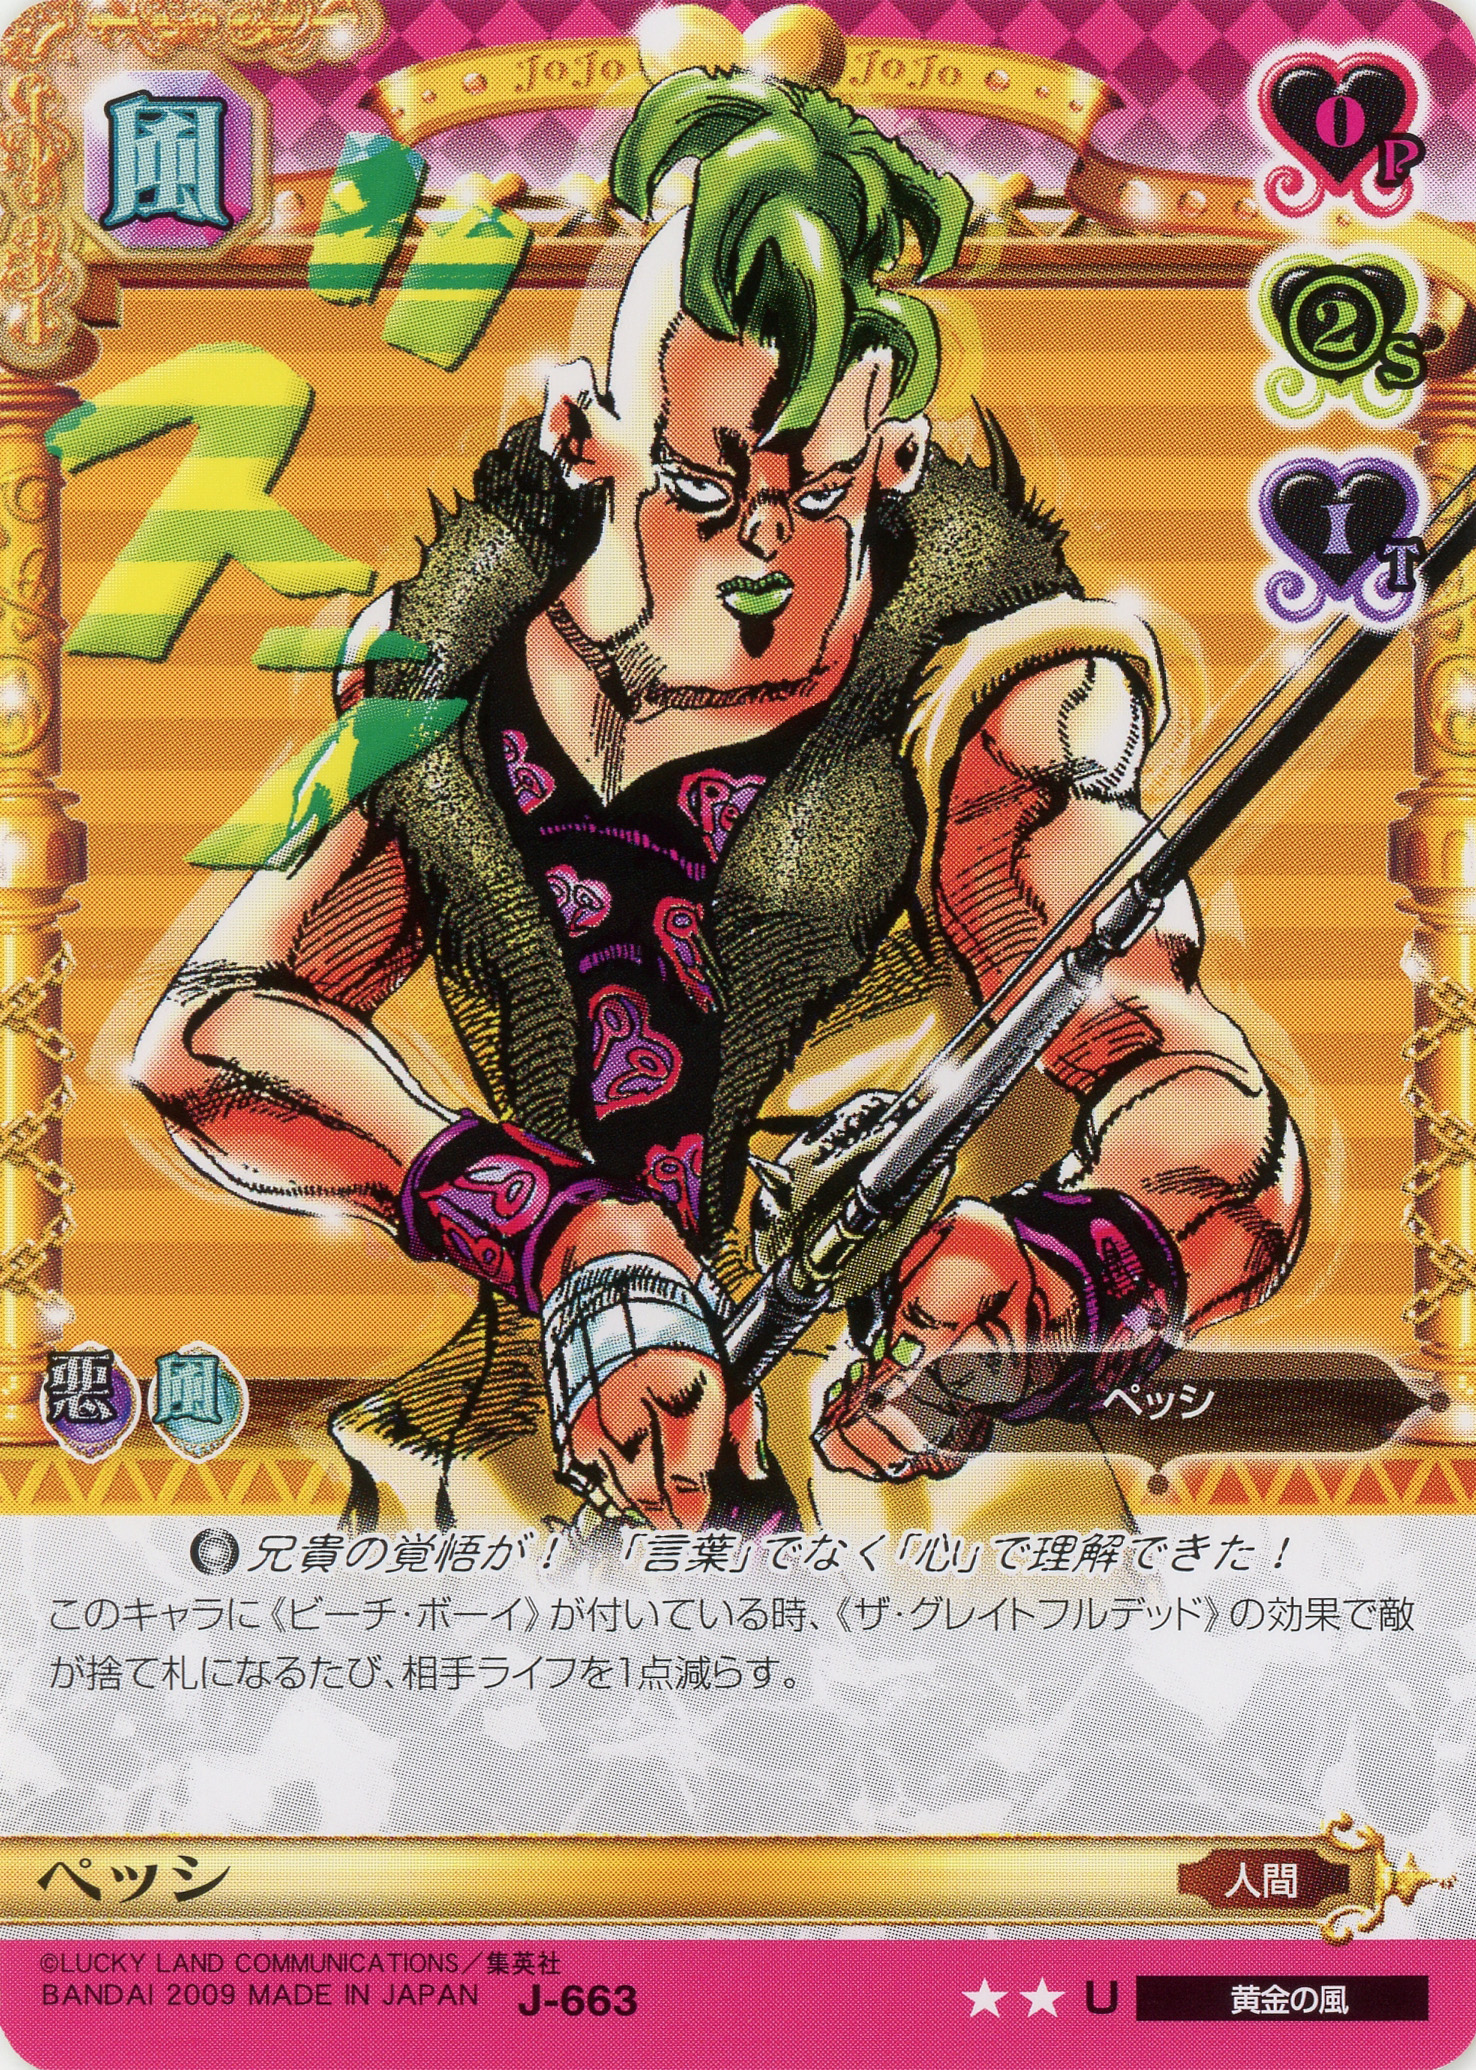 JoJo JoJo
風
0P
2S
1T
ズ
ズ
悪 風
ペッシ
◎兄貴の覚悟が！　「言葉」でなく「心」で理解できた！
このキャラに《ビーチ・ボーイ》が付いている時、《ザ・グレイトフルデッド》の効果で敵
が捨て札になるたび、相手ライフを1点減らす。
ペッシ
人間
©LUCKY LAND COMMUNICATIONS／集英社
BANDAI 2009 MADE IN JAPAN
J-663
★★ U
黄金の風